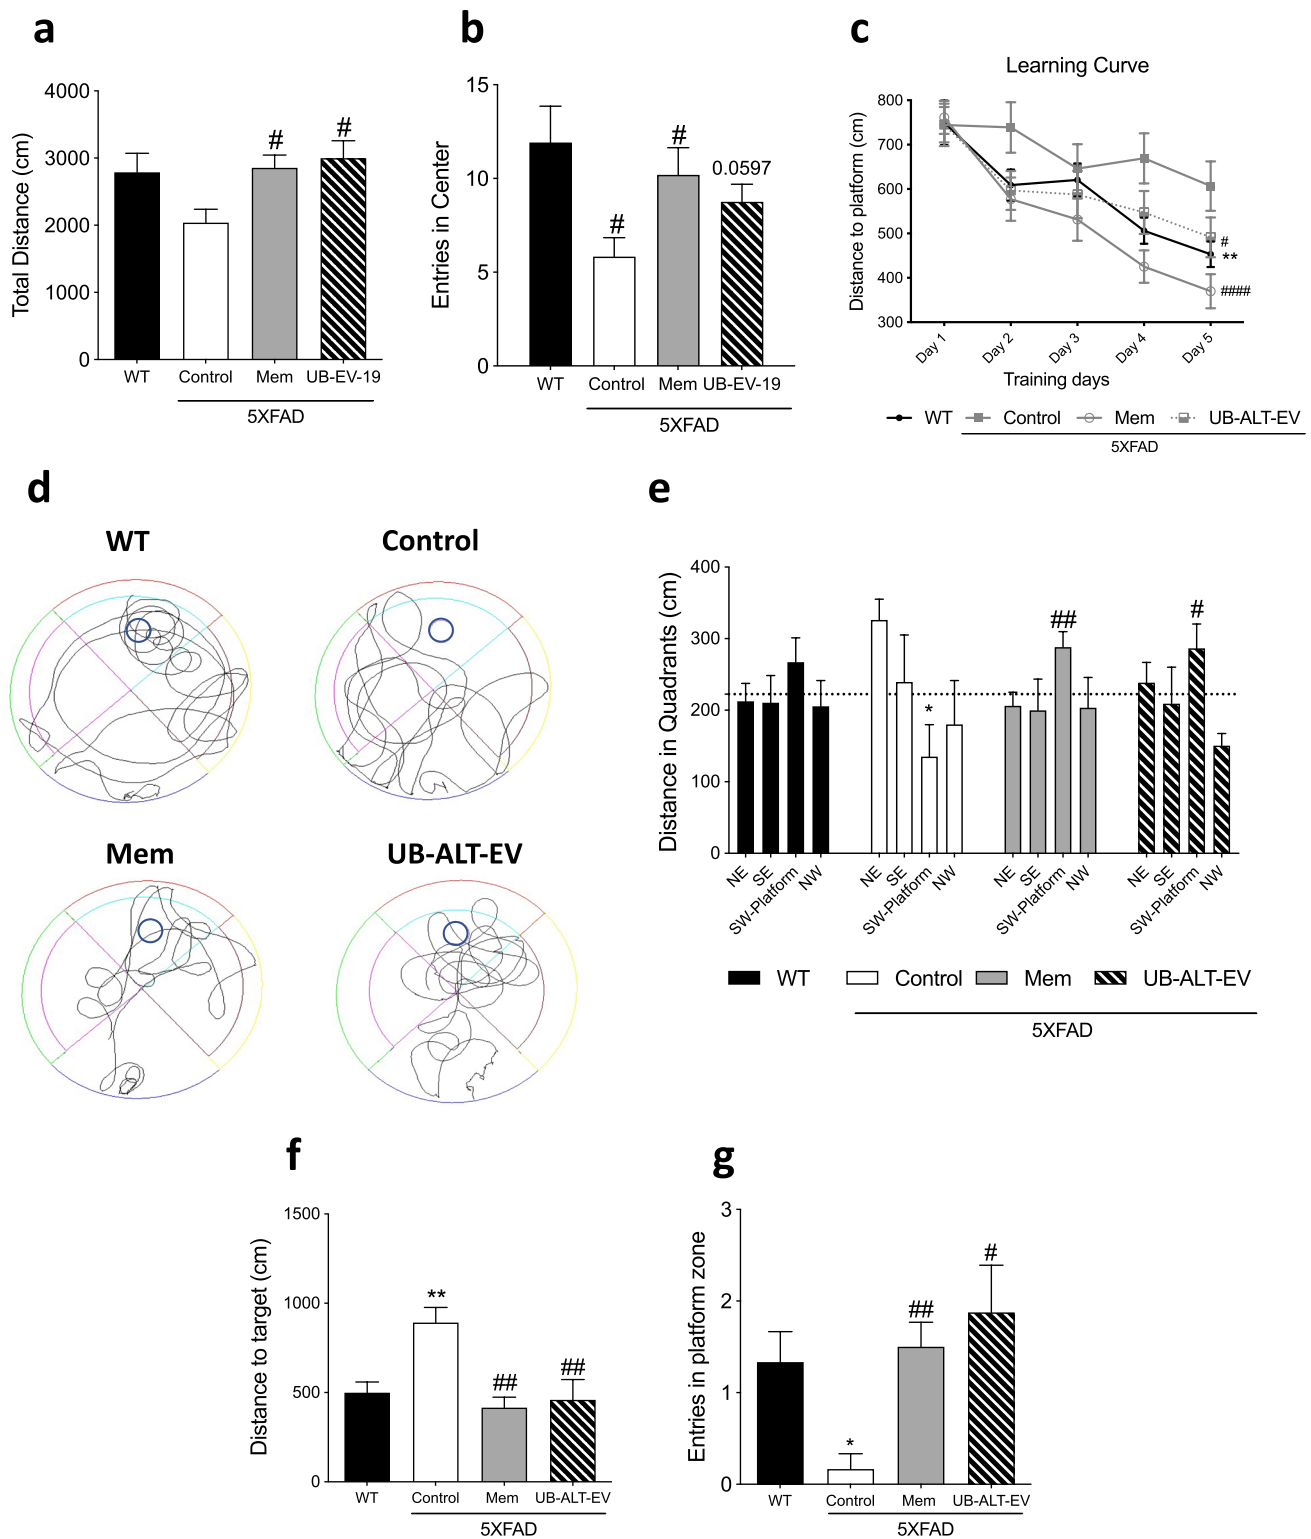 a
Total Distance (cm)
4000
3000
2000
1000
0
#
#
WT
Control
Mem
UB-EV-19
5XFAD
b
Entries in Center
15
10
5
0
#
#
0.0597
WT
Control
Mem
UB-EV-19
5XFAD
c
Learning Curve
Distance to platform (cm)
800
700
600
500
400
300
#
**
####
Day 1
Day 2
Day 3
Day 4
Day 5
Training days
WT
Control
Mem
UB-ALT-EV
5XFAD
d
WT
Control
Mem
UB-ALT-EV
e
Distance in Quadrants (cm)
400
300
200
100
0
*
##
#
NE
SE
SW-Platform
NW
NE
SE
SW-Platform
NW
NE
SE
SW-Platform
NW
NE
SE
SW-Platform
NW
WT
Control
Mem
UB-ALT-EV
5XFAD
f
Distance to target (cm)
1500
1000
500
0
**
##
##
WT
Control
Mem
UB-ALT-EV
5XFAD
g
Entries in platform zone
3
2
1
0
*
##
#
WT
Control
Mem
UB-ALT-EV
5XFAD